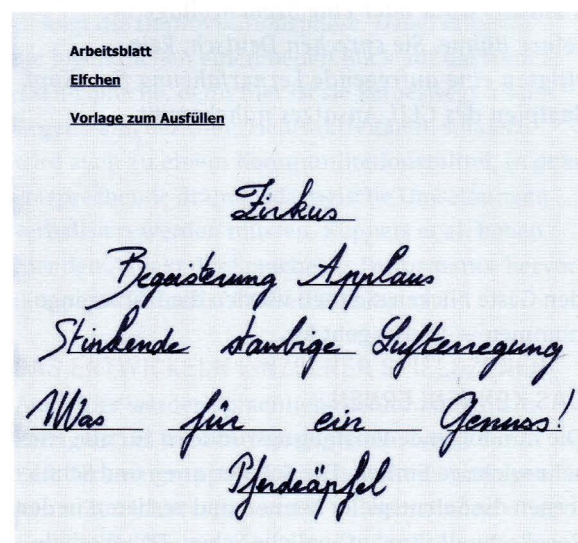 Arbeitsblatt
Elfchen
Vorlage zum Ausfüllen
Zirkus
Begeisterung Applaus
Stinkende staubige Lufterregung
Was für ein Genuss!
Pferdeäpfel